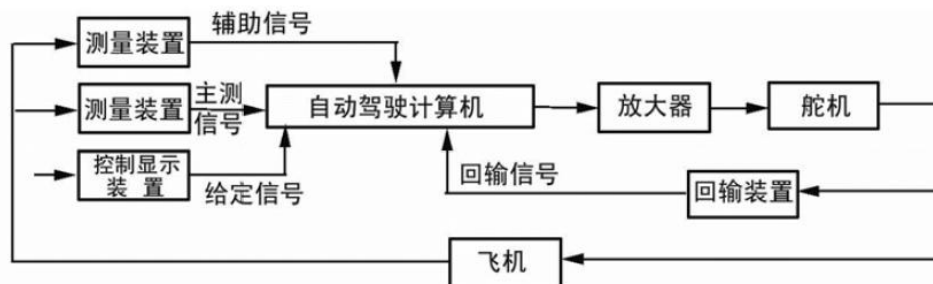 测量装置
辅助信号
测量装置
主测
信号
自动驾驶计算机
放大器
舵机
控制显示
装 置
给定信号
回输信号
回输装置
飞机